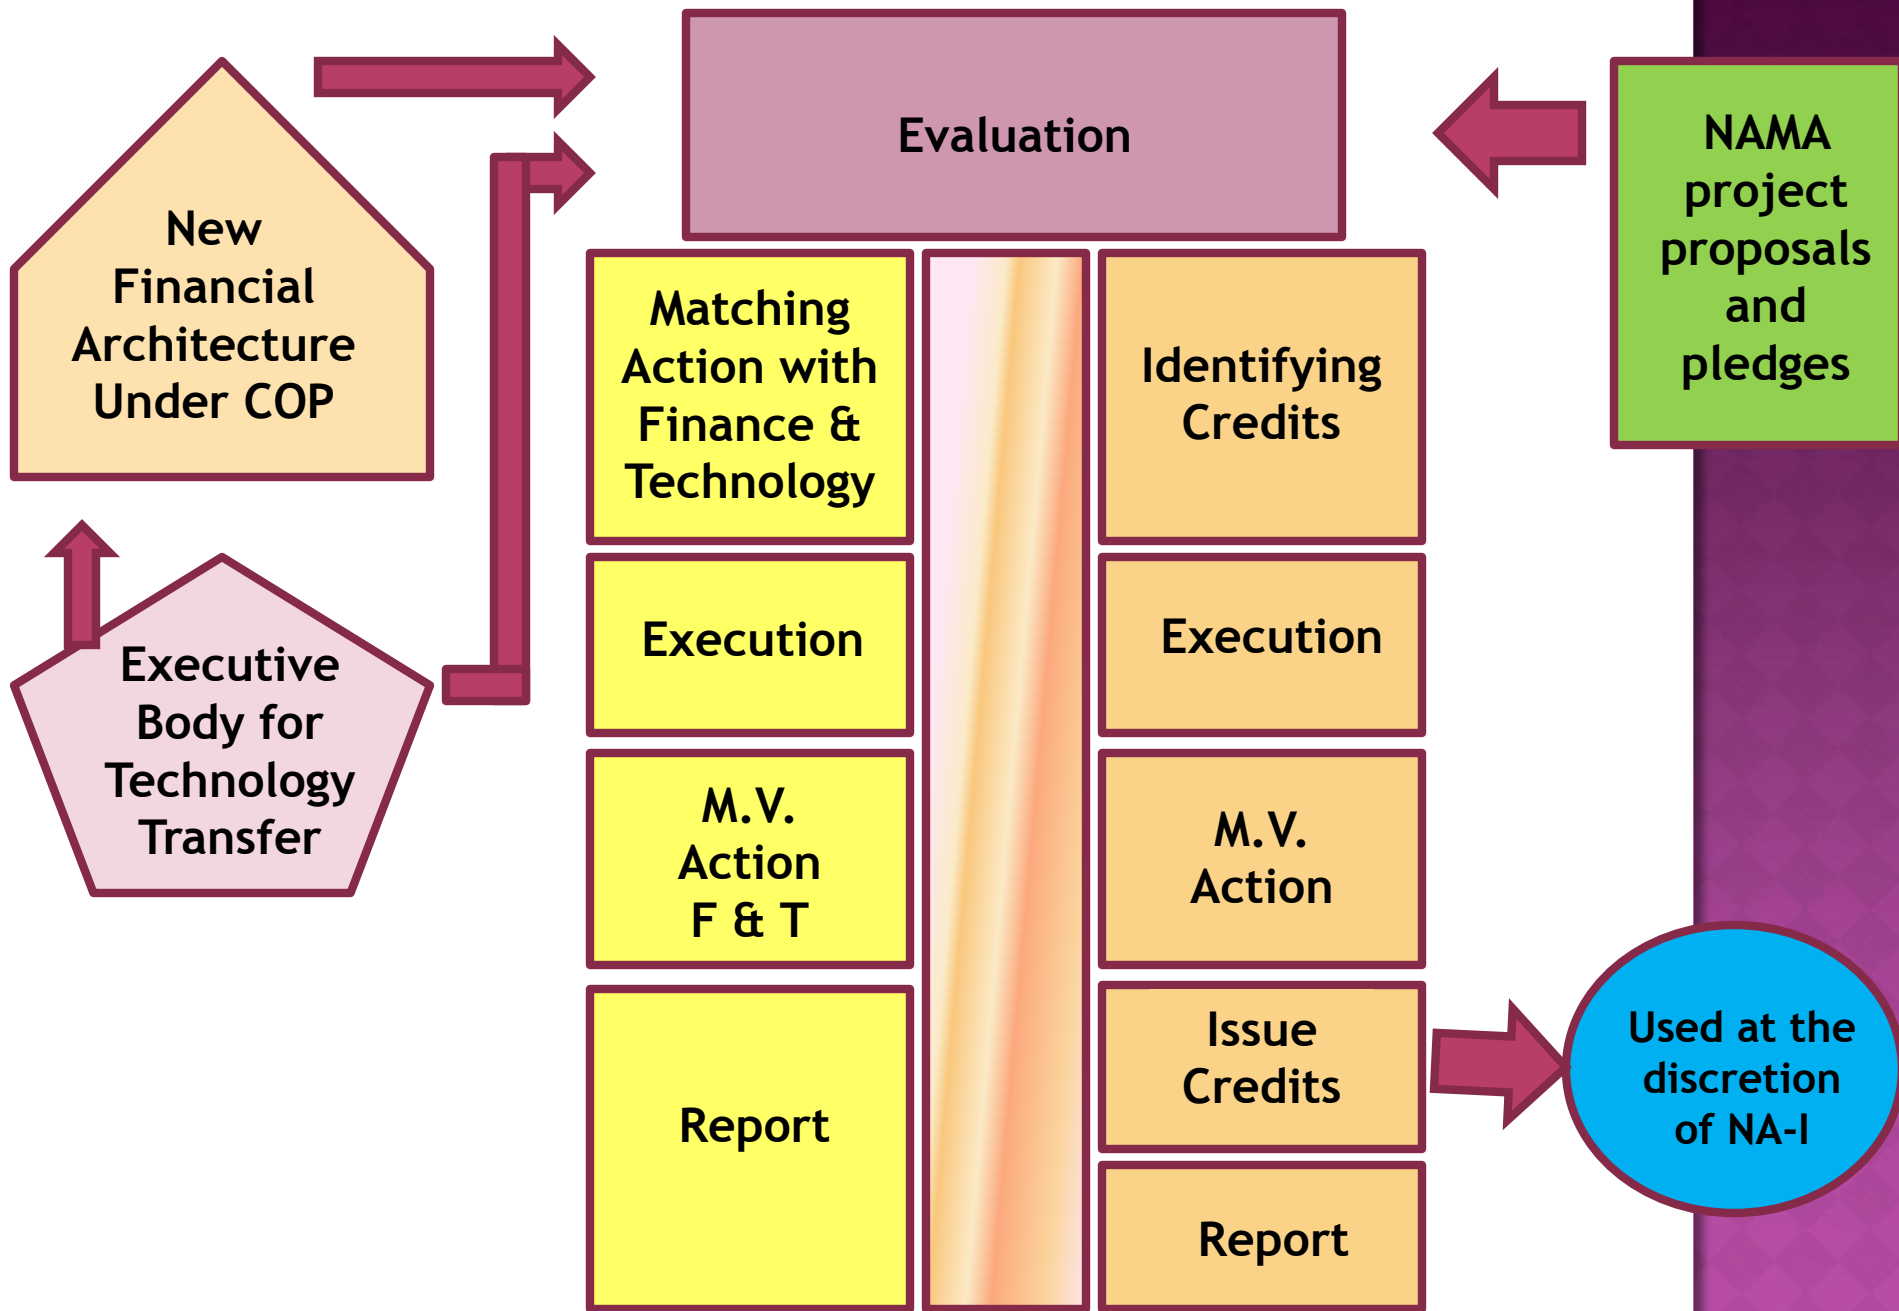 Evaluation
New
Financial
Architecture
Under COP
NAMA
project
proposals
and
pledges
Matching
Action with
Finance &
Technology
Identifying
Credits
Executive
Body for
Technology
Transfer
Execution
Execution
M.V.
Action
F & T
M.V.
Action
Report
Issue
Credits
Used at the
discretion
of NA-I
Report